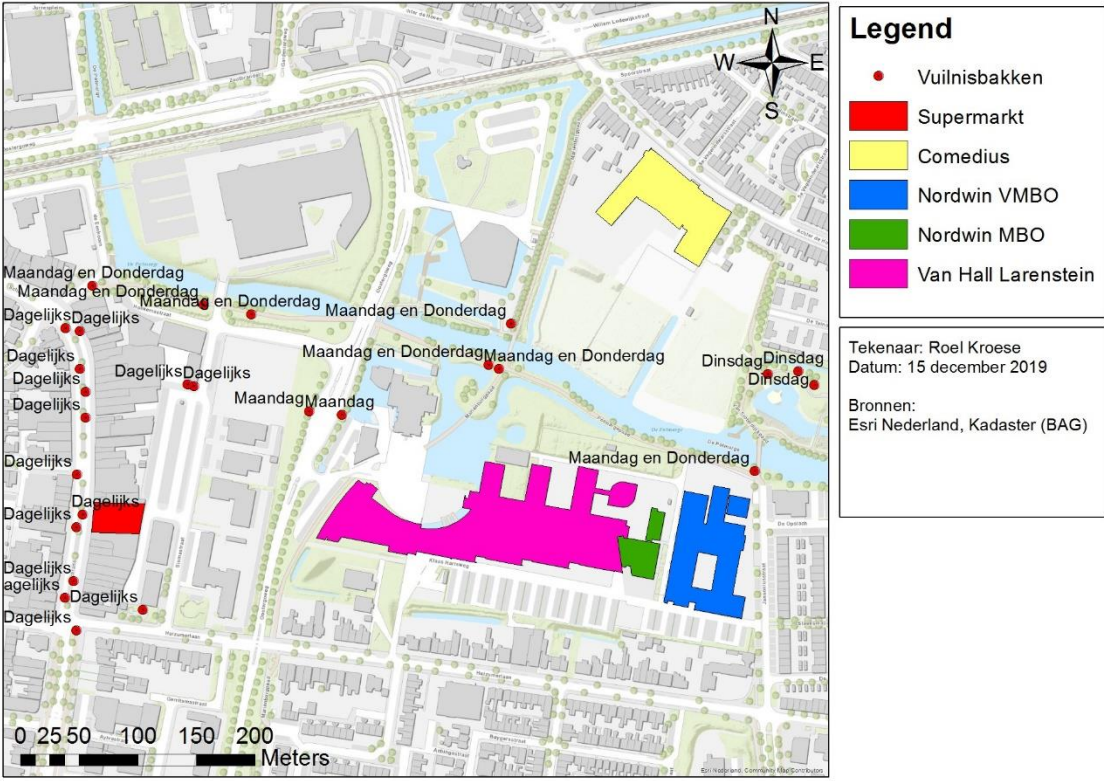 N
W E
S
Maandag en Donderdag
Maandag en Donderdag
Maandag en Donderdag
Maandag en Donderdag
Dagelijks
Dagelijks
Maandag en Donderdag
Maandag en Donderdag
Dinsdag
Dinsdag
Dinsdag
Dagelijks
Dagelijks
Dagelijks
Dagelijks
Dagelijks
Maandag
Maandag
Dagelijks
Maandag en Donderdag
Dagelijks
Dagelijks
Dagelijks
agelijks
Dagelijks
Dagelijks
0 25 50 100 150 200
Meters
Esri Nederland, Community Map Contributors
Legend
Vuilnisbakken
Supermarkt
Comedius
Nordwin VMBO
Nordwin MBO
Van Hall Larenstein
Tekenaar: Roel Kroese
Datum: 15 december 2019
Bronnen:
Esri Nederland, Kadaster (BAG)